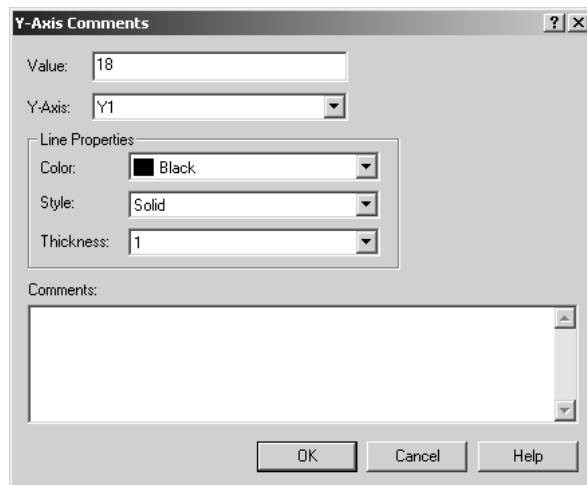 Y-Axis Comments
Value: 18
Y-Axis: Y1
Line Properties
Color: Black
Style: Solid
Thickness: 1
Comments:
OK Cancel Help